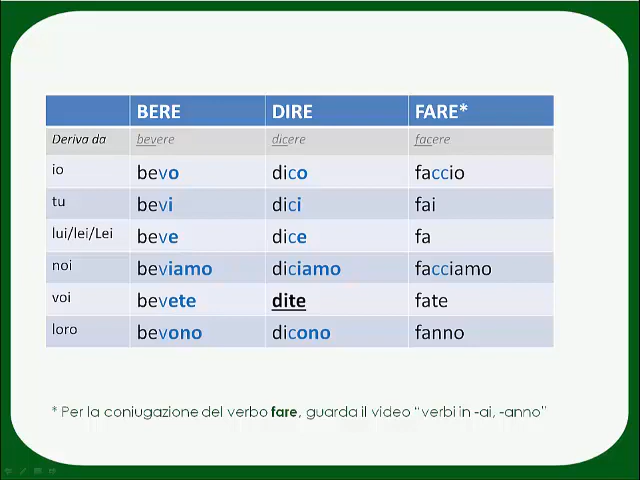 BERE DIRE FARE*
Deriva da bevere dicere facere
io bevo dico faccio
tu bevi dici fai
lui/lei/Lei beve dice fa
noi beviamo diciamo facciamo
voi bevete dite fate
loro bevono dicono fanno
* Per la coniugazione del verbo fare, guarda il video “verbi in -ai, -anno”